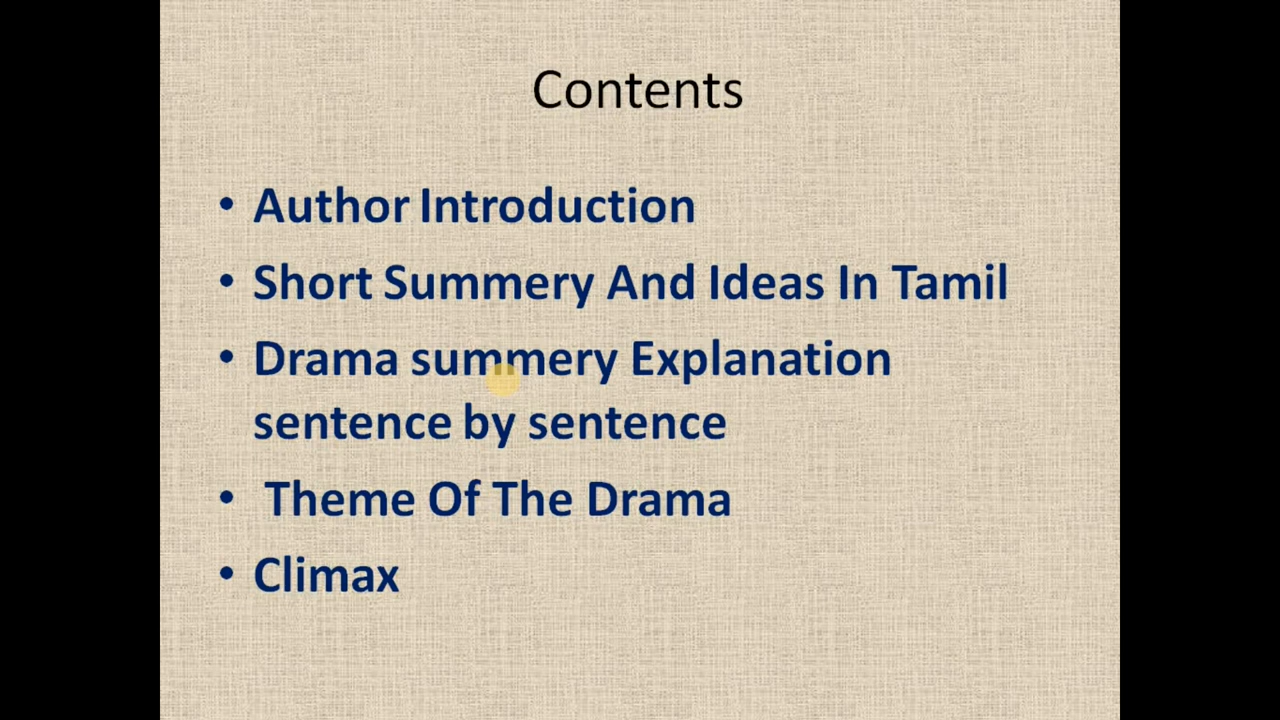 Contents
• Author Introduction
• Short Summery And Ideas In Tamil
• Drama summery Explanation
sentence by sentence
• Theme Of The Drama
• Climax